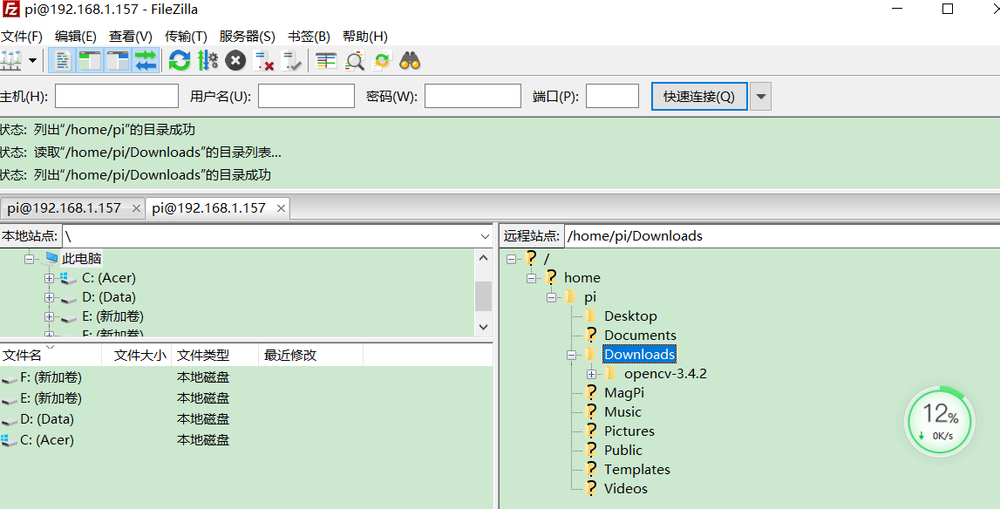 pi@192.168.1.157 - FileZilla
文件(F) 编辑(E) 查看(V) 传输(T) 服务器(S) 书签(B) 帮助(H)
主机(H): 用户名(U): 密码(W): 端口(P): 快速连接(Q)
状态: 列出"/home/pi"的目录成功
状态: 读取"/home/pi/Downloads"的目录列表...
状态: 列出"/home/pi/Downloads"的目录成功
pi@192.168.1.157 pi@192.168.1.157
本地站点: \
此电脑
C: (Acer)
D: (Data)
E: (新加卷)
F: (新加卷)
文件名 文件大小 文件类型 最近修改
F: (新加卷) 本地磁盘
E: (新加卷) 本地磁盘
D: (Data) 本地磁盘
C: (Acer) 本地磁盘
远程站点: /home/pi/Downloads
/
home
pi
Desktop
Documents
Downloads
opencv-3.4.2
MagPi
Music
Pictures
Public
Templates
Videos
12%
0K/s